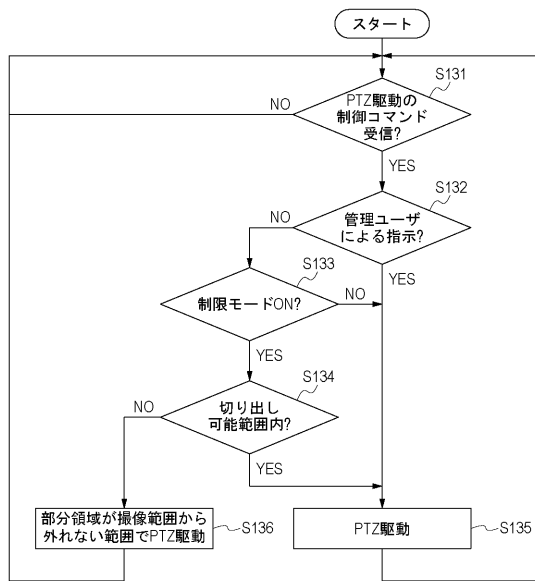 スタート
S131
PTZ駆動の
制御コマンド
受信?
NO
YES
S132
管理ユーザ
による指示?
NO
YES
S133
制限モードON?
NO
YES
S134
切り出し
可能範囲内?
NO
YES
部分領域が撮像範囲から
外れない範囲でPTZ駆動
S136
PTZ駆動
S135